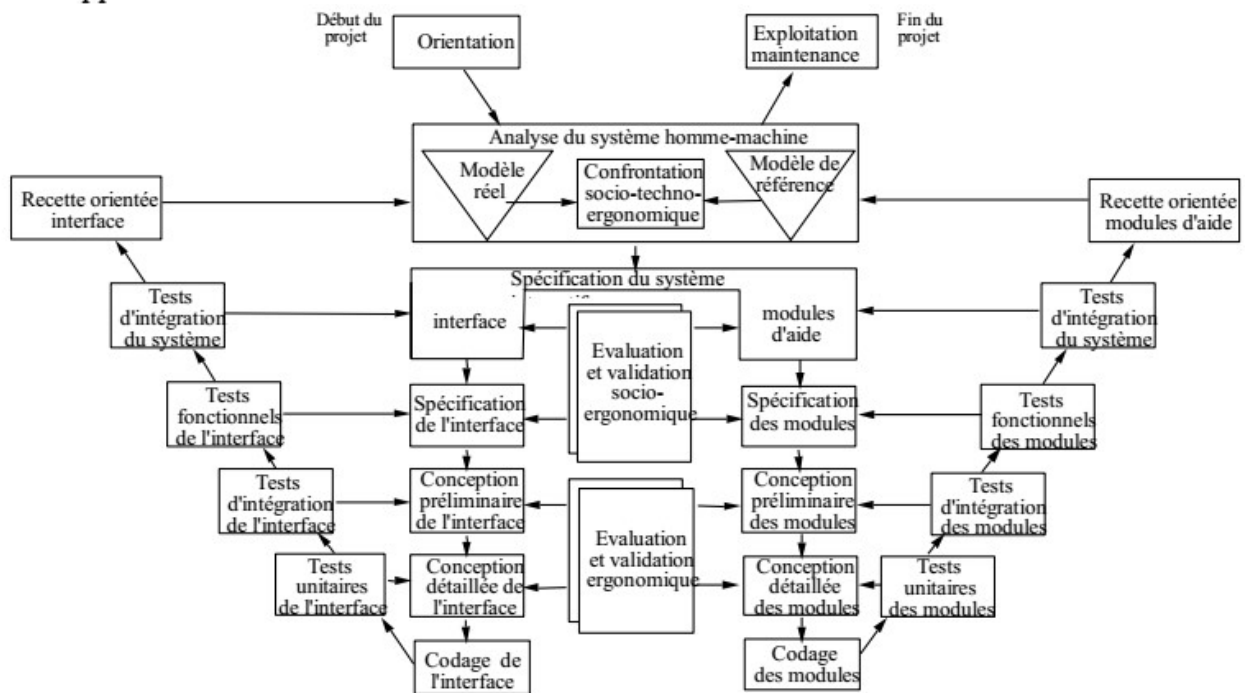 Début du
projet
Orientation
Exploitation
maintenance
Fin du
projet
Analyse du système homme-machine
Modèle
réel
Confrontation
socio-techno-
ergonomique
Modèle de
référence
Recette orientée
interface
Recette orientée
modules d'aide
Spécification du système
interface
modules
d'aide
Tests
d'intégration
du système
Tests
d'intégration
du système
Evaluation
et validation
socio-
ergonomique
Tests
fonctionnels
de l'interface
Spécification
de l'interface
Spécification
des modules
Tests
fonctionnels
des modules
Tests
d'intégration
de l'interface
Conception
préliminaire
de l'interface
Conception
préliminaire
des modules
Tests
d'intégration
des modules
Evaluation
et validation
ergonomique
Tests
unitaires
de l'interface
Conception
détaillée de
l'interface
Conception
détaillée
des modules
Tests
unitaires
des modules
Codage de
l'interface
Codage
des modules